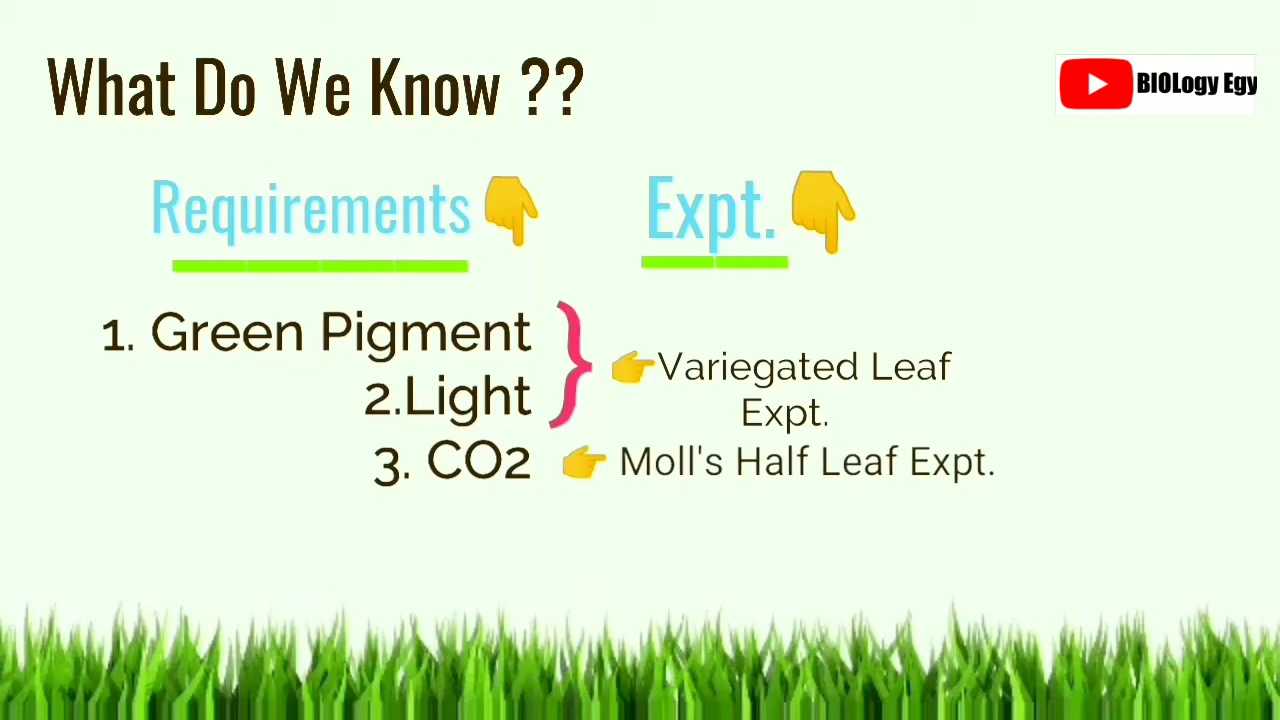 What Do We Know ??
BIOLogy Egy
Requirements
Expt.
1. Green Pigment
2.Light
3. CO2
Variegated Leaf
Expt.
Moll's Half Leaf Expt.